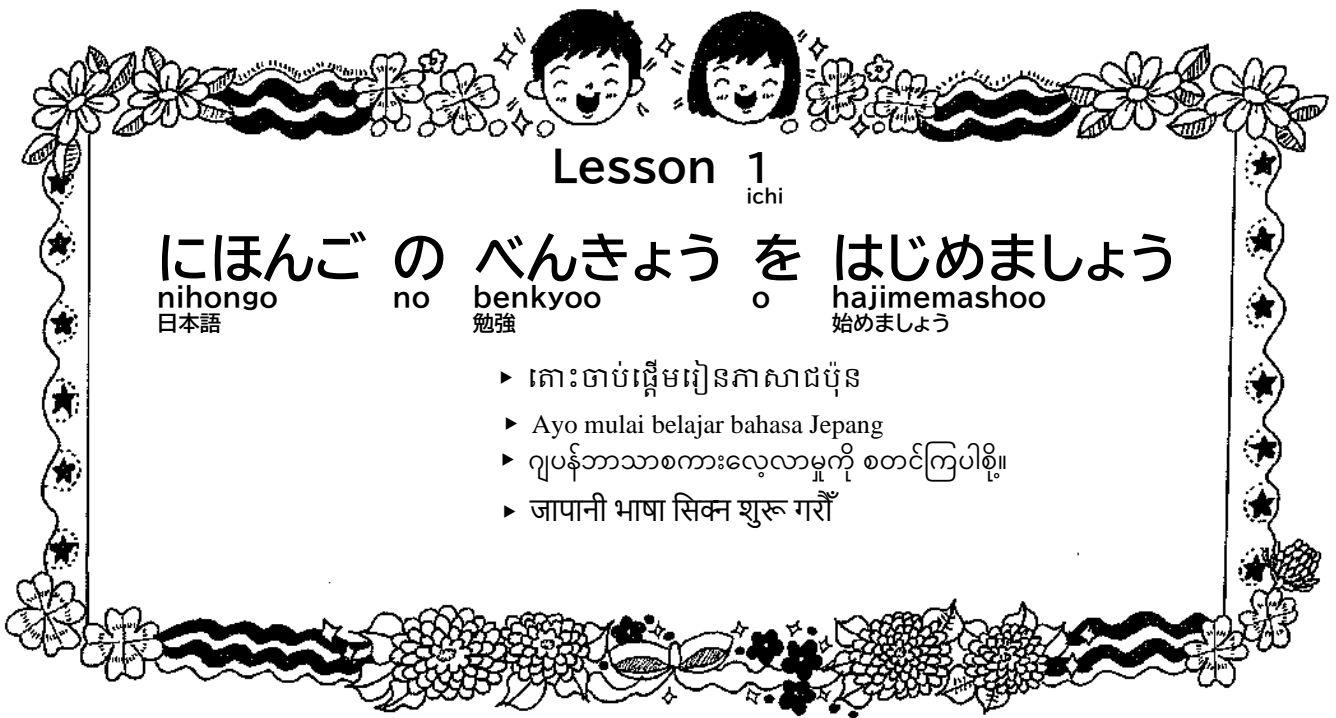 Lesson 1
ichi
にほんご の べんきょう を はじめましょう
nihongo no benkyoo o hajimemashoo
日本語 勉強 始めましょう
▸ តោះចាប់ផ្ដើមរៀនភាសាជប៉ុន
▸ Ayo mulai belajar bahasa Jepang
▸ ဂျပန်ဘာသာစကားလေ့လာမှုကို စတင်ကြပါစို့။
▸ जापानी भाषा सिक्न शुरू गरौँ